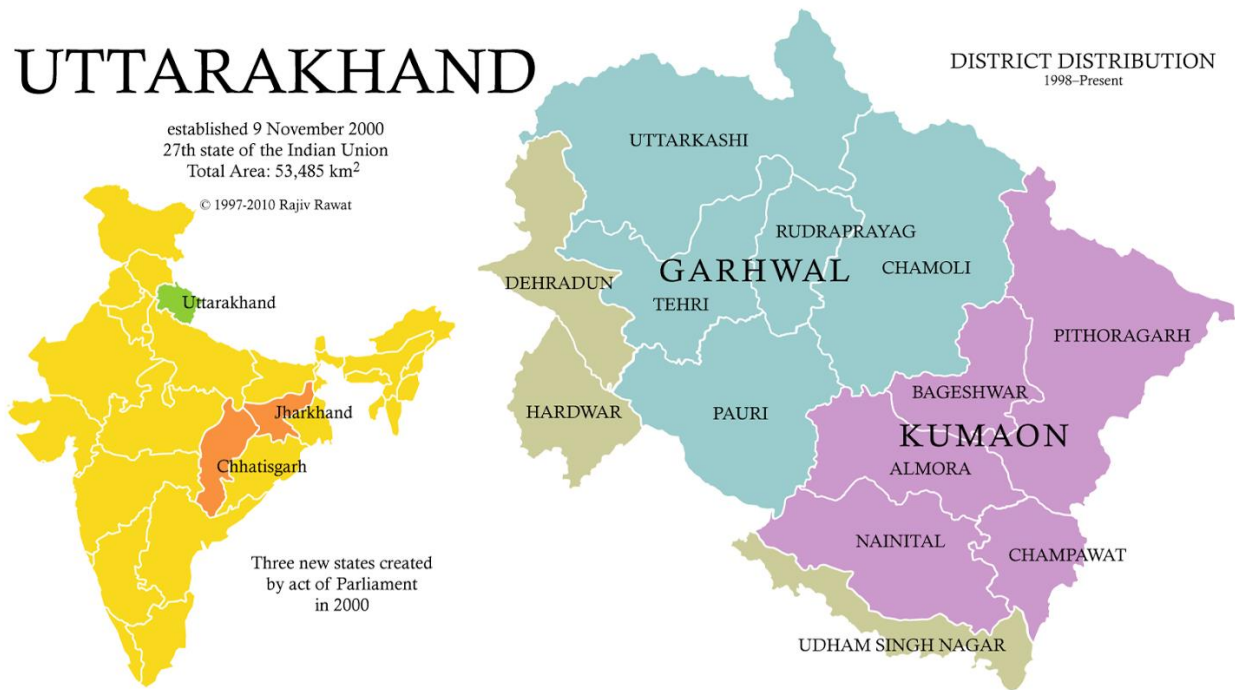 UTTARAKHAND
established 9 November 2000
27th state of the Indian Union
Total Area: 53,485 km²
© 1997-2010 Rajiv Rawat
Uttarakhand
Jharkhand
Chhatisgarh
Three new states created
by act of Parliament
in 2000
DISTRICT DISTRIBUTION
1998–Present
UTTARKASHI
RUDRAPRAYAG
GARHWAL
CHAMOLI
DEHRADUN
TEHRI
PITHORAGARH
BAGESHWAR
HARDWAR
PAURI
KUMAON
ALMORA
NAINITAL
CHAMPAWAT
UDHAM SINGH NAGAR